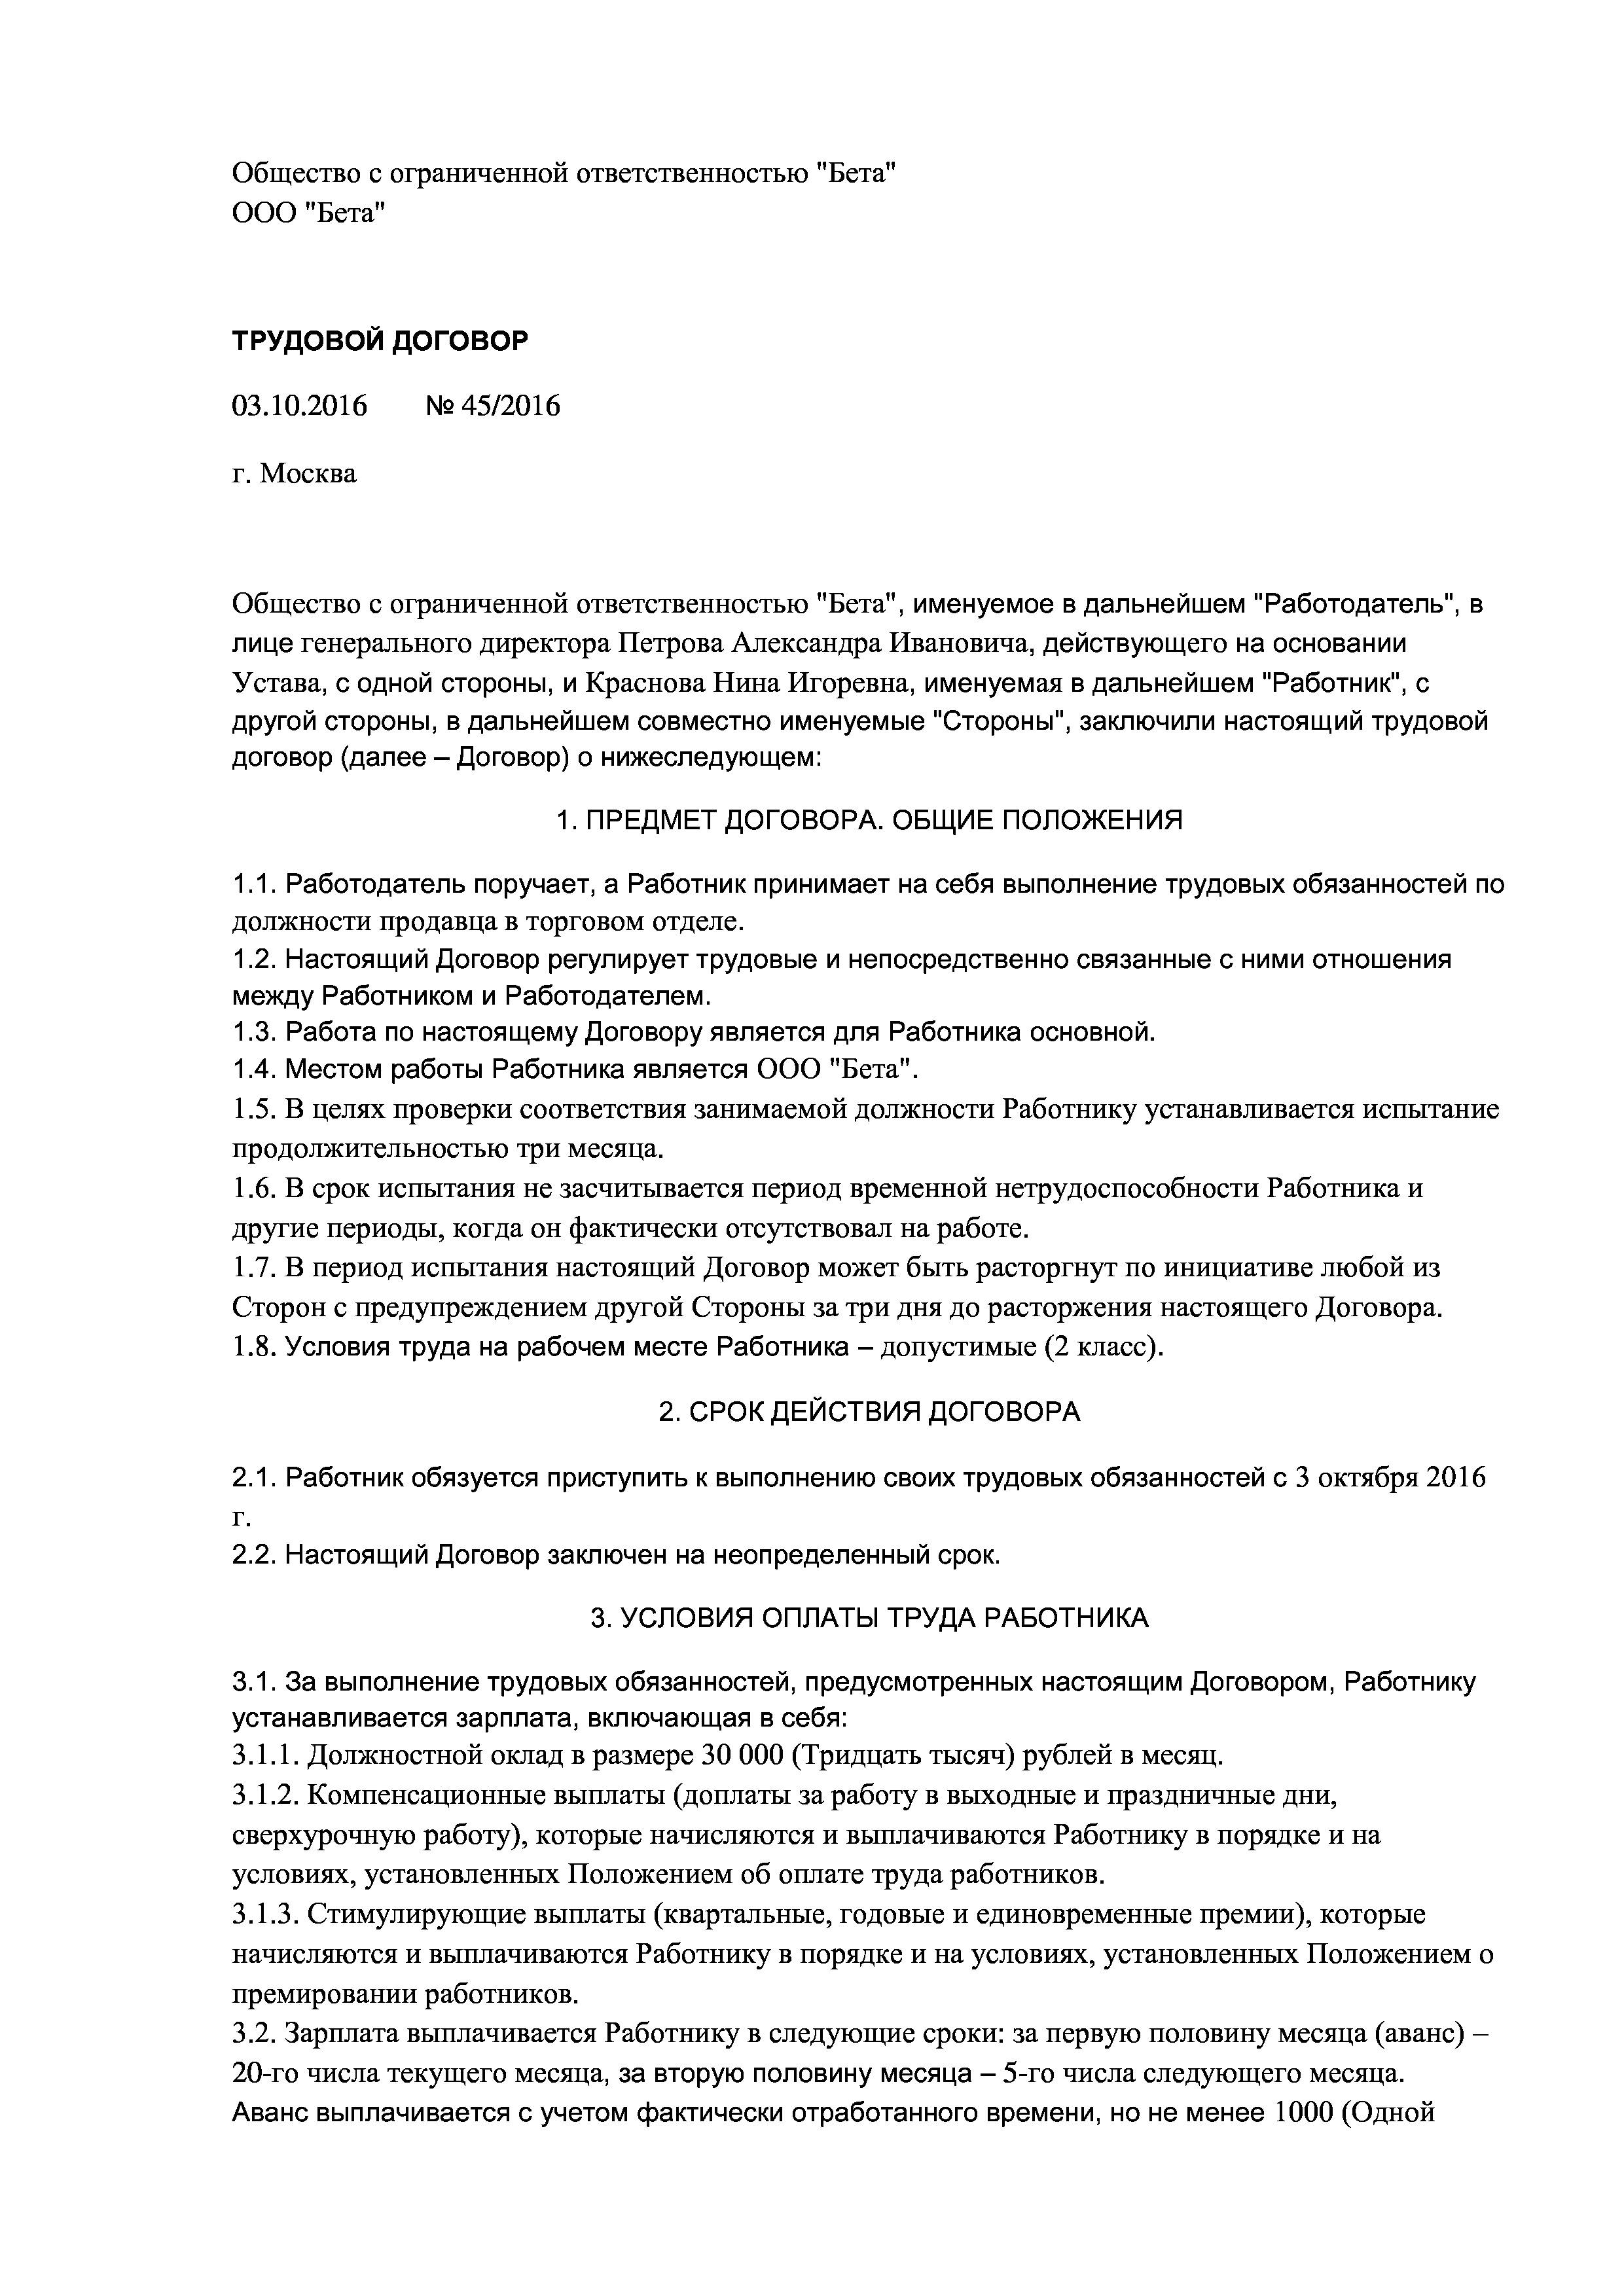 Общество с ограниченной ответственностью "Бета"
ООО "Бета"
ТРУДОВОЙ ДОГОВОР
03.10.2016 № 45/2016
г. Москва
Общество с ограниченной ответственностью "Бета", именуемое в дальнейшем "Работодатель", в
лице генерального директора Петрова Александра Ивановича, действующего на основании
Устава, с одной стороны, и Краснова Нина Игоревна, именуемая в дальнейшем "Работник", с
другой стороны, в дальнейшем совместно именуемые "Стороны", заключили настоящий трудовой
договор (далее – Договор) о нижеследующем:
1. ПРЕДМЕТ ДОГОВОРА. ОБЩИЕ ПОЛОЖЕНИЯ
1.1. Работодатель поручает, а Работник принимает на себя выполнение трудовых обязанностей по
должности продавца в торговом отделе.
1.2. Настоящий Договор регулирует трудовые и непосредственно связанные с ними отношения
между Работником и Работодателем.
1.3. Работа по настоящему Договору является для Работника основной.
1.4. Местом работы Работника является ООО "Бета".
1.5. В целях проверки соответствия занимаемой должности Работнику устанавливается испытание
продолжительностью три месяца.
1.6. В срок испытания не засчитывается период временной нетрудоспособности Работника и
другие периоды, когда он фактически отсутствовал на работе.
1.7. В период испытания настоящий Договор может быть расторгнут по инициативе любой из
Сторон с предупреждением другой Стороны за три дня до расторжения настоящего Договора.
1.8. Условия труда на рабочем месте Работника – допустимые (2 класс).
2. СРОК ДЕЙСТВИЯ ДОГОВОРА
2.1. Работник обязуется приступить к выполнению своих трудовых обязанностей с 3 октября 2016
г.
2.2. Настоящий Договор заключен на неопределенный срок.
3. УСЛОВИЯ ОПЛАТЫ ТРУДА РАБОТНИКА
3.1. За выполнение трудовых обязанностей, предусмотренных настоящим Договором, Работнику
устанавливается зарплата, включающая в себя:
3.1.1. Должностной оклад в размере 30 000 (Тридцать тысяч) рублей в месяц.
3.1.2. Компенсационные выплаты (доплаты за работу в выходные и праздничные дни,
сверхурочную работу), которые начисляются и выплачиваются Работнику в порядке и на
условиях, установленных Положением об оплате труда работников.
3.1.3. Стимулирующие выплаты (квартальные, годовые и единовременные премии), которые
начисляются и выплачиваются Работнику в порядке и на условиях, установленных Положением о
премировании работников.
3.2. Зарплата выплачивается Работнику в следующие сроки: за первую половину месяца (аванс) –
20-го числа текущего месяца, за вторую половину месяца – 5-го числа следующего месяца.
Аванс выплачивается с учетом фактически отработанного времени, но не менее 1000 (Одной